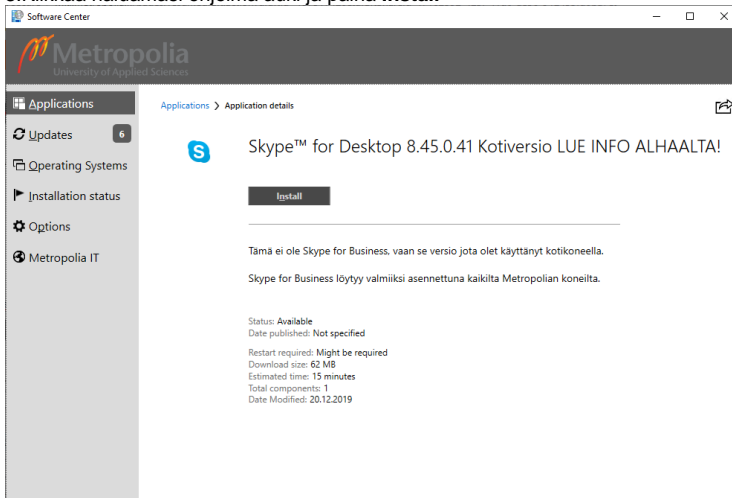 Software Center
Metropolia
University of Applied Sciences
Applications
Updates 6
Operating Systems
Installation status
Options
Metropolia IT
Applications > Application details
Skype™ for Desktop 8.45.0.41 Kotiversio LUE INFO ALHAALTA!
Install
Tämä ei ole Skype for Business, vaan se versio jota olet käyttänyt kotikoneella.
Skype for Business löytyy valmiiksi asennettuna kaikilta Metropolian koneilta.
Status: Available
Date published: Not specified
Restart required: Might be required
Download size: 62 MB
Estimated time: 15 minutes
Total components: 1
Date Modified: 20.12.2019